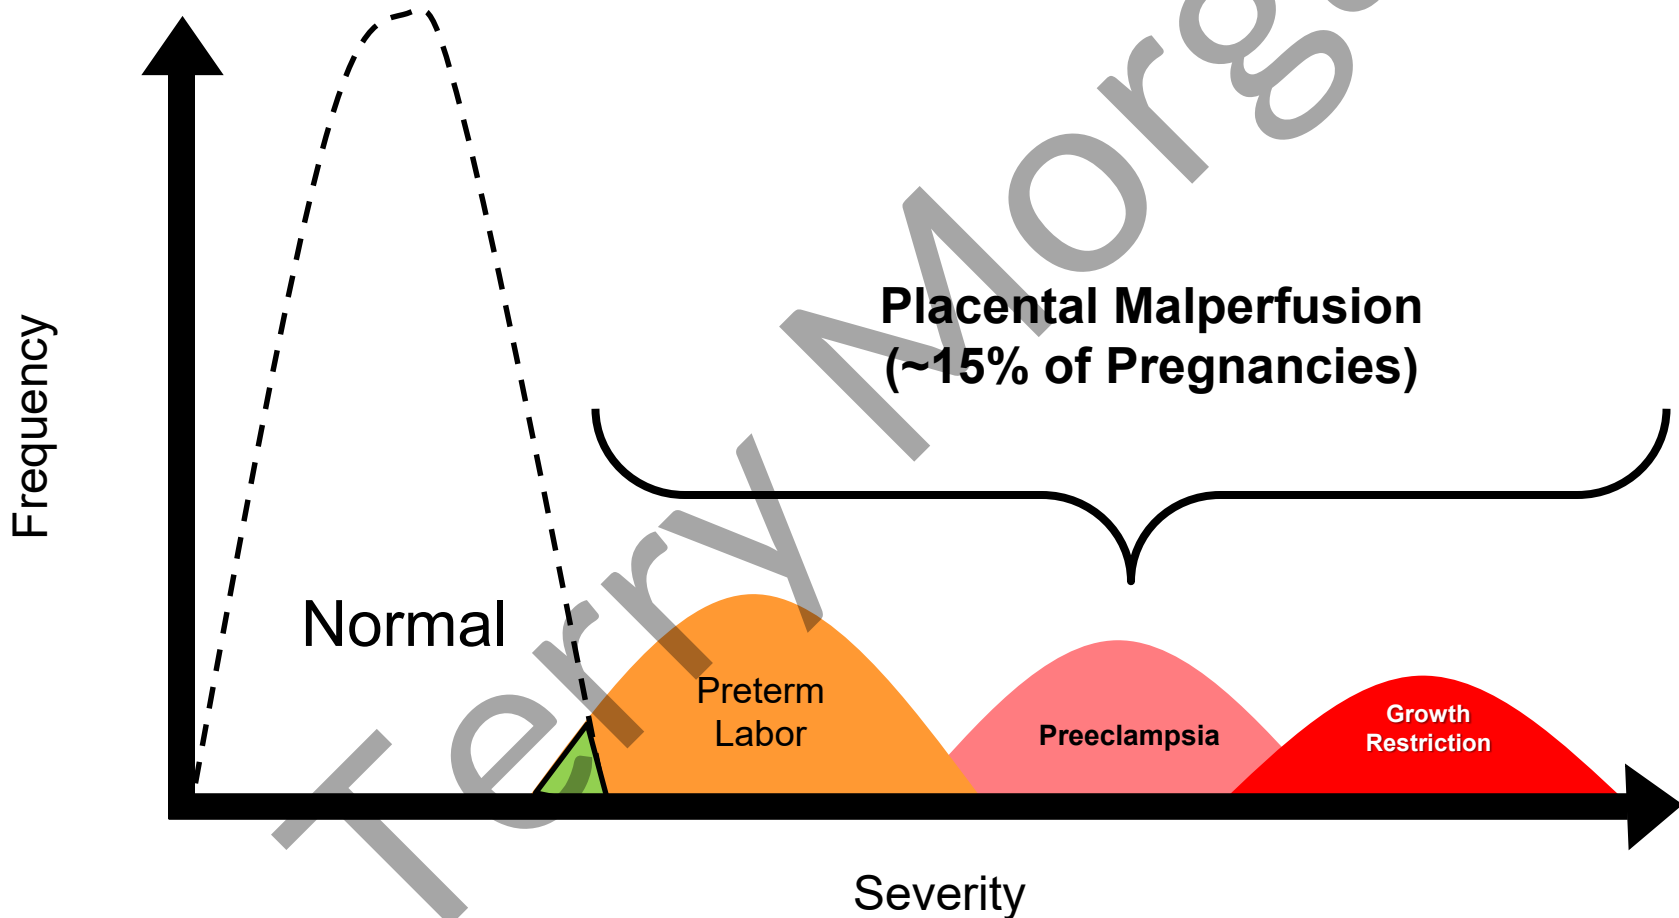 Frequency
Placental Malperfusion
(~15% of Pregnancies)
Normal
Preterm
Labor
Preeclampsia
Growth
Restriction
Severity
Terry Morg